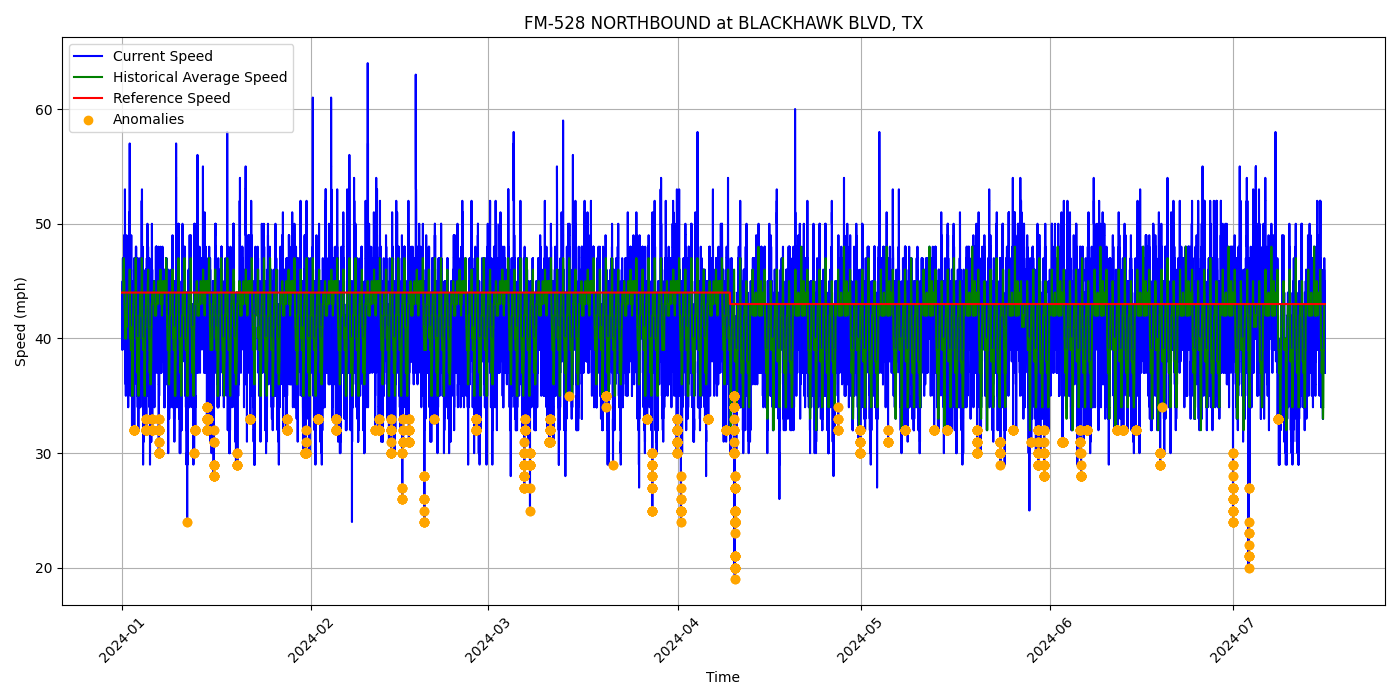 FM-528 NORTHBOUND at BLACKHAWK BLVD, TX
Current Speed
Historical Average Speed
Reference Speed
Anomalies
Speed (mph)
60
50
40
30
20
2024-01
2024-02
2024-03
2024-04
2024-05
2024-06
2024-07
Time